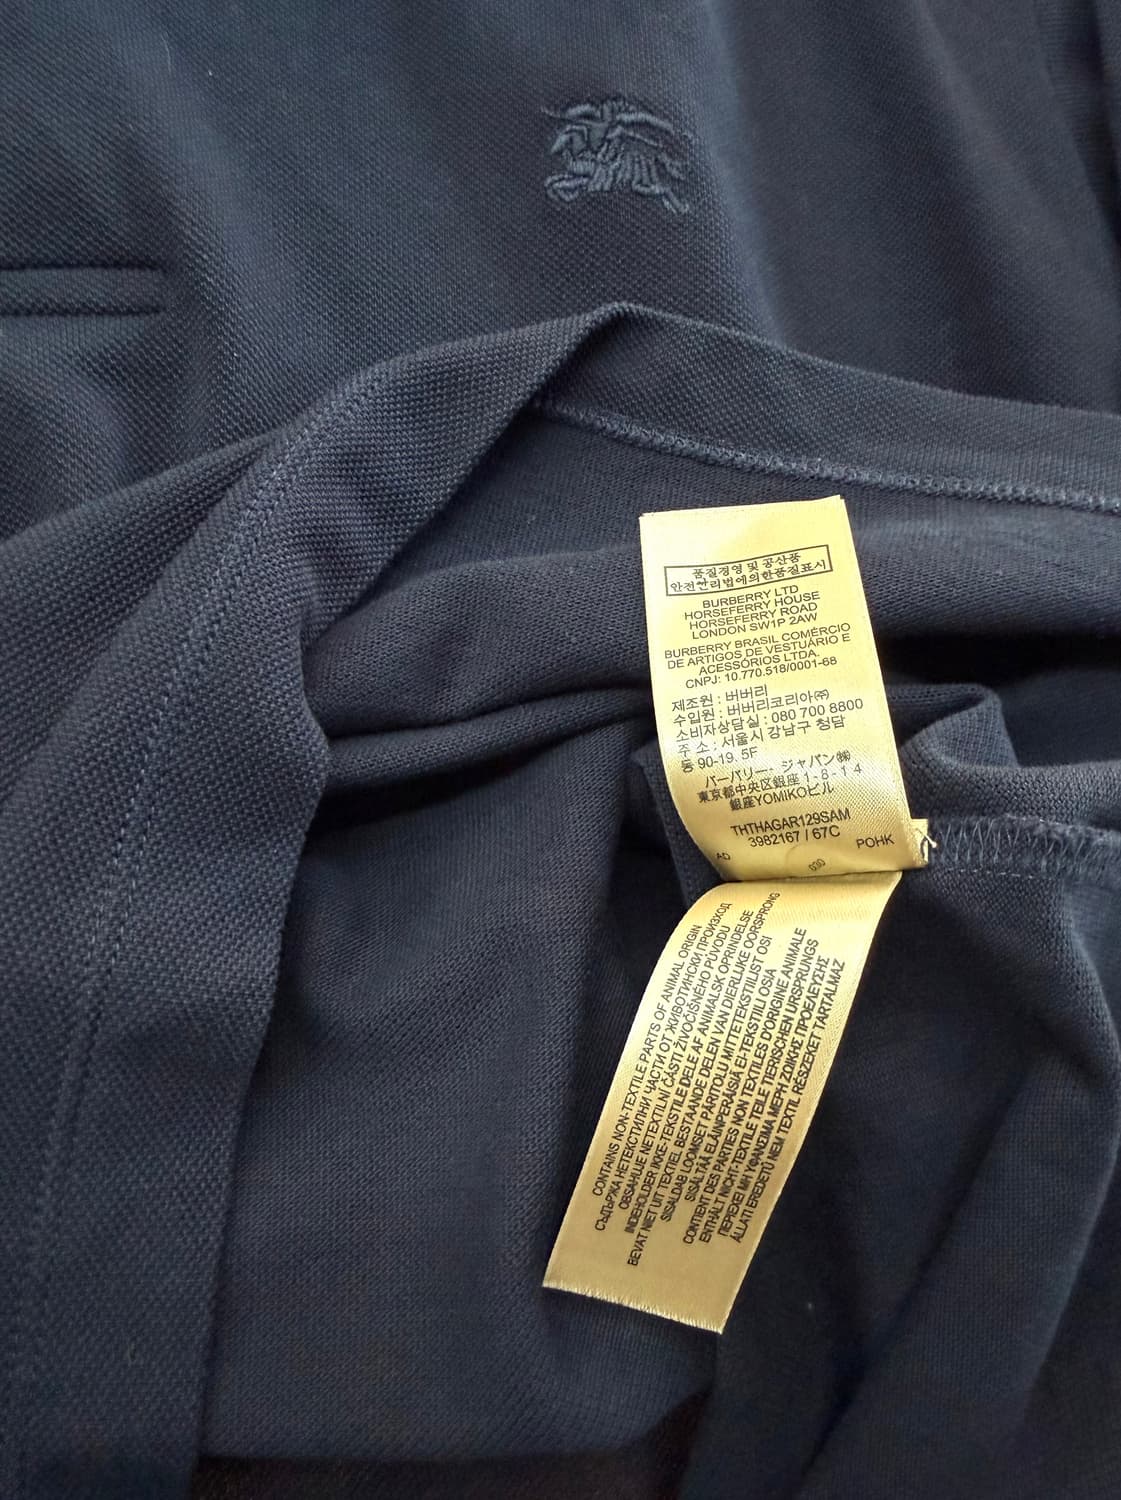 품질경영 및 공산품
안전관리법에의한품질표시
BURBERRY LTD
HORSEFERRY HOUSE
HORSEFERRY ROAD
LONDON SW1P 2AW
BURBERRY BRASIL COMÉRCIO
DE ARTIGOS DE VESTUÁRIO E
ACESSÓRIOS LTDA.
CNPJ: 10.770.518/0001-68
제조원 : 버버리
수입원 : 버버리코리아㈜
소비자상담실 : 080 700 8800
주 소 : 서울시 강남구 청담
동 90-19. 5F
バーバリー・ジャパン㈱
東京都中央区銀座1-8-14
銀座YOMIKOビル
THTHAGAR129SAM
3982167 / 67C
AD 030 POHK
CONTAINS NON-TEXTILE PARTS OF ANIMAL ORIGIN
СЪДЪРЖА НЕТЕКСТИЛНИ ЧАСТИ ОТ ЖИВОТИНСКИ ПРОИЗХОД
OBSAHUJE NETEXTILNÍ ČÁSTI ŽIVOČIŠNÉHO PŮVODU
INDEHOLDER IKKE-TEKSTILE DELE AF ANIMALSK OPRINDELSE
BEVAT NIET UIT TEXTIEL BESTAANDE DELEN VAN DIERLIJKE OORSPRONG
SISALDAB LOOMSET PÄRITOLU MITTETEKSTIILIST OSI
SISÄLTÄÄ ELÄINPERÄISIÄ EI-TEKSTIILI OSIA
CONTIENT DES PARTIES NON TEXTILES D'ORIGINE ANIMALE
ENTHÄLT NICHT-TEXTILE TEILE TIERISCHEN URSPRUNGS
ΠΕΡΙΕΧΕΙ ΜΗ ΥΦΑΝΣΙΜΑ ΜΕΡΗ ΖΩΙΚΗΣ ΠΡΟΕΛΕΥΣΗΣ
ÁLLATI EREDETŰ NEM TEXTIL RÉSZEKET TARTALMAZ